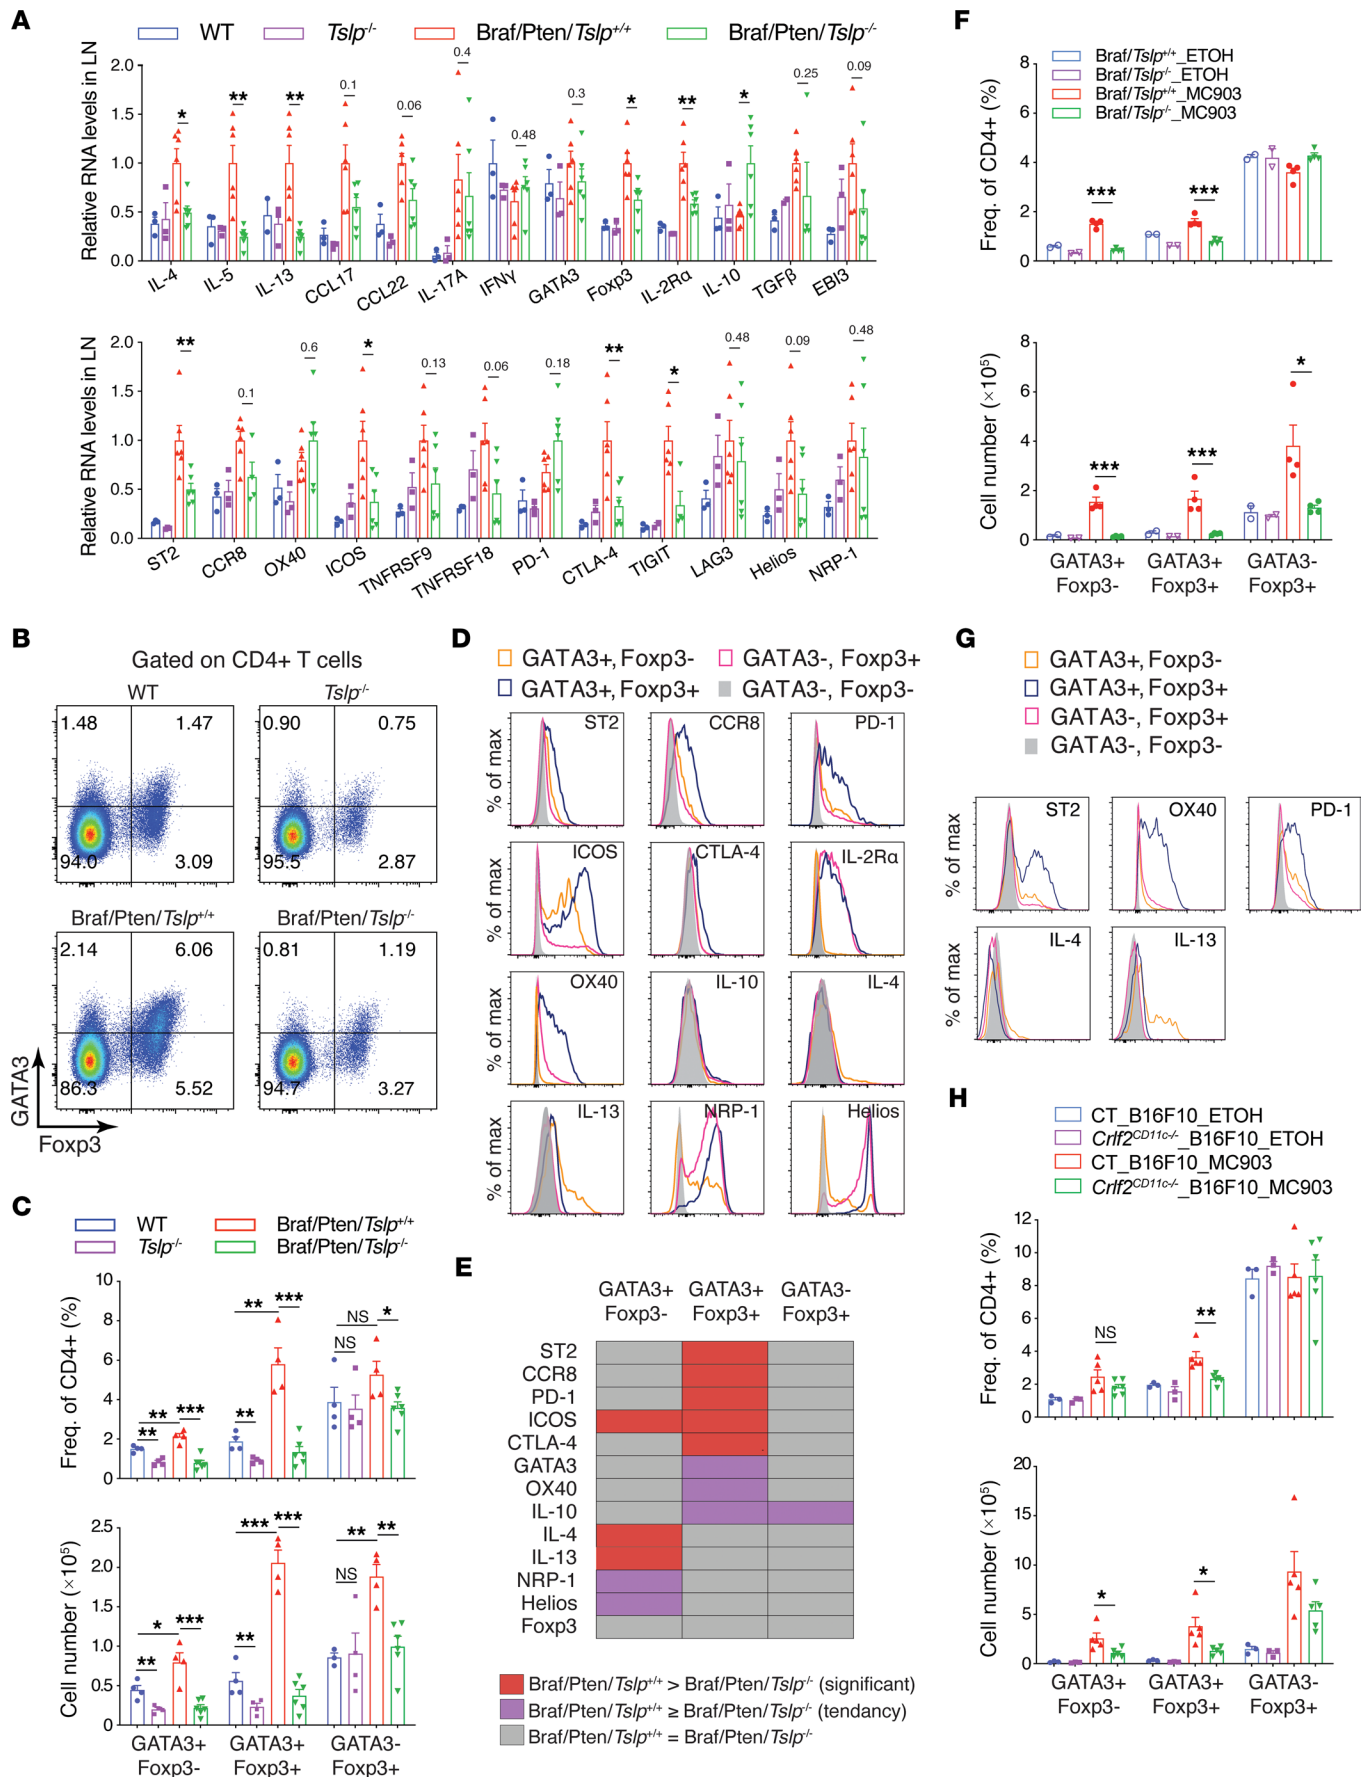 A
WT Tslp-/- Braf/Pten/Tslp+/+ Braf/Pten/Tslp-/-
Relative RNA levels in LN
2.0
1.5
1.0
0.5
0.0
* ** ** 0.1 0.06 0.4 0.48 0.3 * ** * 0.25 0.09
IL-4 IL-5 IL-13 CCL17 CCL22 IL-17A IFNγ GATA3 Foxp3 IL-2Rα IL-10 TGFβ EBI3
Relative RNA levels in LN
2.0
1.5
1.0
0.5
0.0
** 0.1 0.6 * 0.13 0.06 0.18 ** * 0.48 0.09 0.48
ST2 CCR8 OX40 ICOS TNFRSF9 TNFRSF18 PD-1 CTLA-4 TIGIT LAG3 Helios NRP-1
B
Gated on CD4+ T cells
WT Tslp-/-
1.48 1.47 0.90 0.75
94.0 3.09 95.5 2.87
Braf/Pten/Tslp+/+ Braf/Pten/Tslp-/-
2.14 6.06 0.81 1.19
86.3 5.52 94.7 3.27
GATA3
Foxp3
C
WT Braf/Pten/Tslp+/+
Tslp-/- Braf/Pten/Tslp-/-
Freq. of CD4+ (%)
10
8
6
4
2
0
** ** *** ** ** *** NS NS *
Cell number (×10⁵)
2.5
2.0
1.5
1.0
0.5
0
** * *** ** *** *** NS ** **
GATA3+ GATA3+ GATA3-
Foxp3- Foxp3+ Foxp3+
D
GATA3+, Foxp3- GATA3-, Foxp3+
GATA3+, Foxp3+ GATA3-, Foxp3-
% of max ST2 CCR8 PD-1
% of max ICOS CTLA-4 IL-2Rα
% of max OX40 IL-10 IL-4
% of max IL-13 NRP-1 Helios
E
GATA3+ GATA3+ GATA3-
Foxp3- Foxp3+ Foxp3+
ST2
CCR8
PD-1
ICOS
CTLA-4
GATA3
OX40
IL-10
IL-4
IL-13
NRP-1
Helios
Foxp3
Braf/Pten/Tslp+/+ > Braf/Pten/Tslp-/- (significant)
Braf/Pten/Tslp+/+ ≥ Braf/Pten/Tslp-/- (tendancy)
Braf/Pten/Tslp+/+ = Braf/Pten/Tslp-/-
F
Braf/Tslp+/+_ETOH
Braf/Tslp-/-_ETOH
Braf/Tslp+/+_MC903
Braf/Tslp-/-_MC903
Freq. of CD4+ (%)
8
6
4
2
0
*** ***
Cell number (×10⁵)
8
6
4
2
0
*** *** *
GATA3+ GATA3+ GATA3-
Foxp3- Foxp3+ Foxp3+
G
GATA3+, Foxp3-
GATA3+, Foxp3+
GATA3-, Foxp3+
GATA3-, Foxp3-
% of max ST2 OX40 PD-1
% of max IL-4 IL-13
H
CT_B16F10_ETOH
Crlf2CD11c-/-_B16F10_ETOH
CT_B16F10_MC903
Crlf2CD11c-/-_B16F10_MC903
Freq. of CD4+ (%)
12
10
8
6
4
2
0
NS **
Cell number (×10⁵)
20
15
10
5
0
* *
GATA3+ GATA3+ GATA3-
Foxp3- Foxp3+ Foxp3+